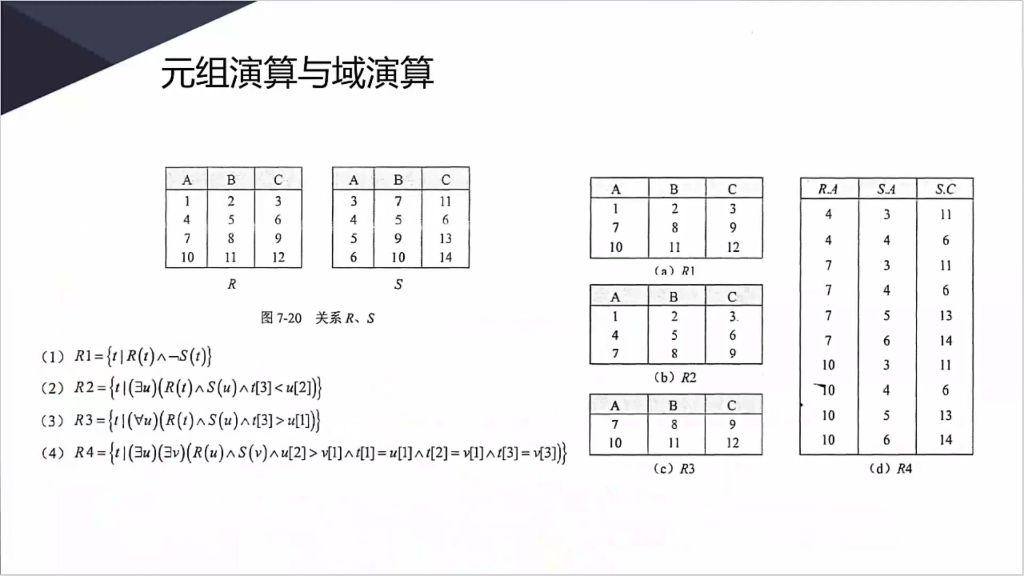 元组演算与域演算
A B C
1 2 3
4 5 6
7 8 9
10 11 12
R
A B C
3 7 11
4 5 6
5 9 13
6 10 14
S
图 7-20 关系 R、S
(1) R1={t|R(t)∧¬S(t)}
(2) R2={t|(∃u)(R(t)∧S(u)∧t[3]<u[2])}
(3) R3={t|(∀u)(R(t)∧S(u)∧t[3]>u[1])}
(4) R4={t|(∃u)(∃v)(R(u)∧S(v)∧u[2]>v[1]∧t[1]=u[1]∧t[2]=v[1]∧t[3]=v[3])}
A B C
1 2 3
7 8 9
10 11 12
(a) R1
A B C
1 2 3
4 5 6
7 8 9
(b) R2
A B C
7 8 9
10 11 12
(c) R3
R.A S.A S.C
4 3 11
4 4 6
7 3 11
7 4 6
7 5 13
7 6 14
10 3 11
10 4 6
10 5 13
10 6 14
(d) R4